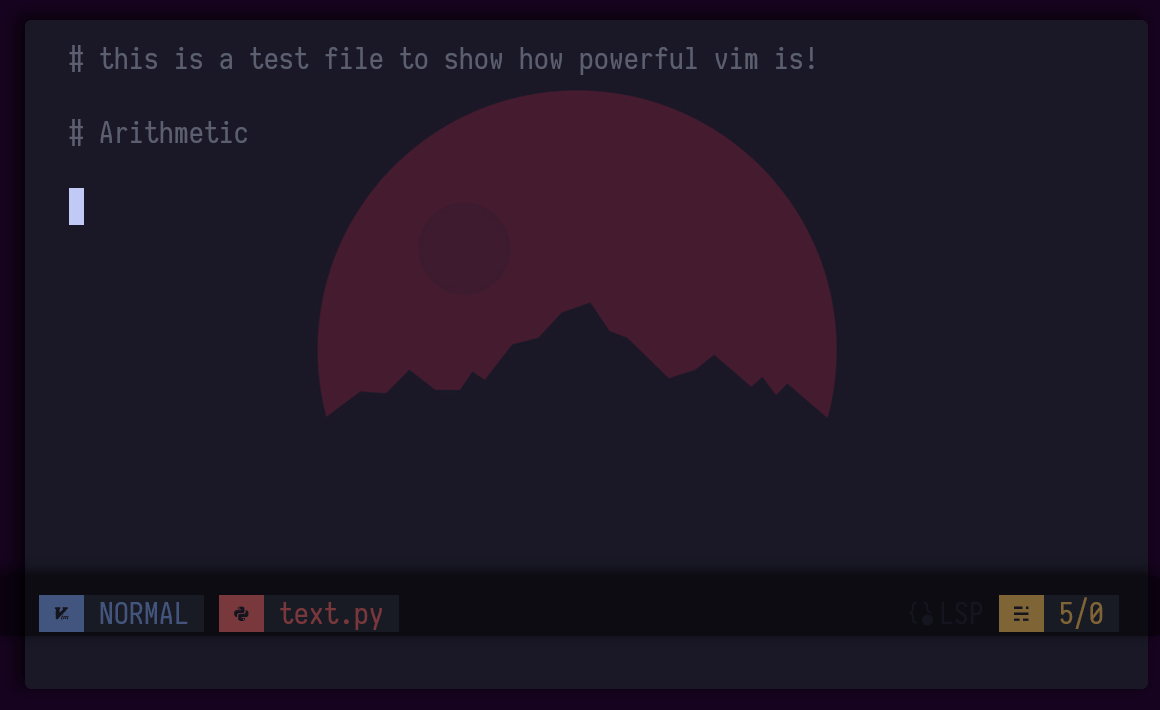 # this is a test file to show how powerful vim is!
# Arithmetic
NORMAL text.py LSP 5/0